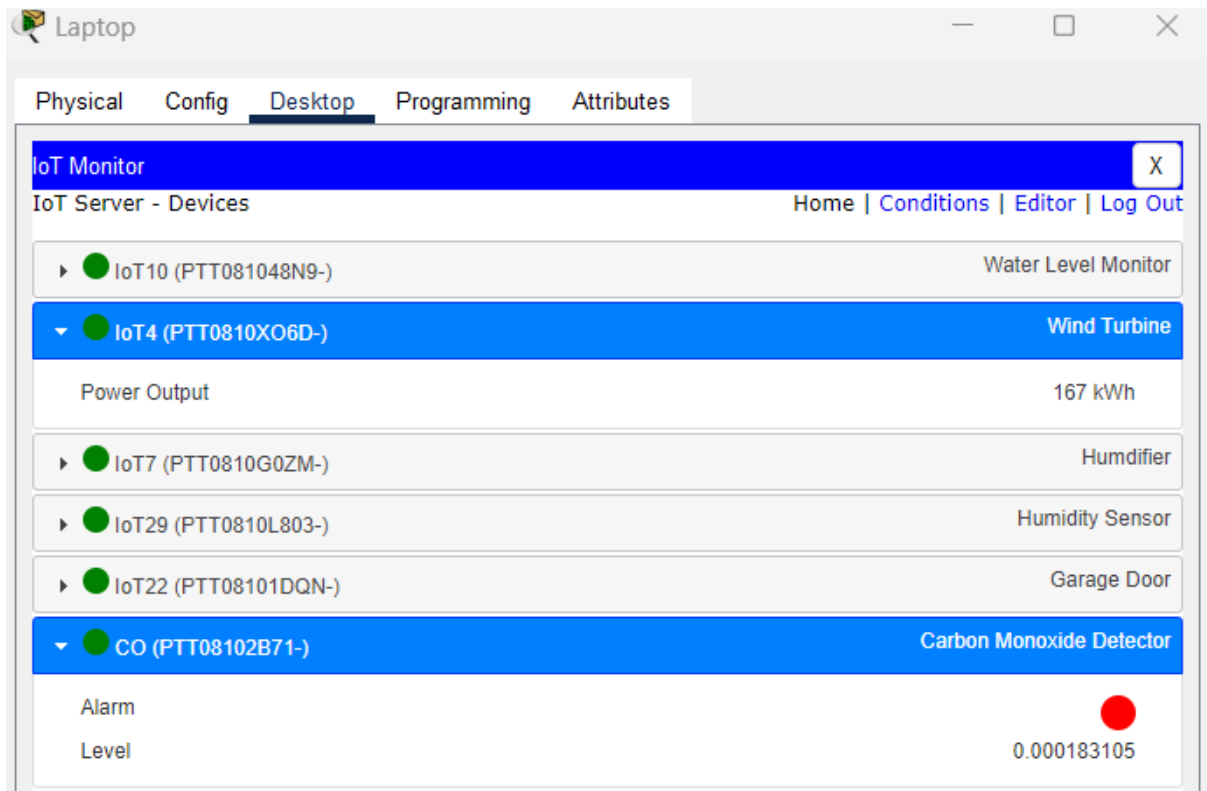 Laptop
Physical Config Desktop Programming Attributes
IoT Monitor X
IoT Server - Devices Home | Conditions | Editor | Log Out
IoT10 (PTT081048N9-) Water Level Monitor
IoT4 (PTT0810XO6D-) Wind Turbine
Power Output 167 kWh
IoT7 (PTT0810G0ZM-) Humdifier
IoT29 (PTT0810L803-) Humidity Sensor
IoT22 (PTT08101DQN-) Garage Door
CO (PTT08102B71-) Carbon Monoxide Detector
Alarm
Level 0.000183105